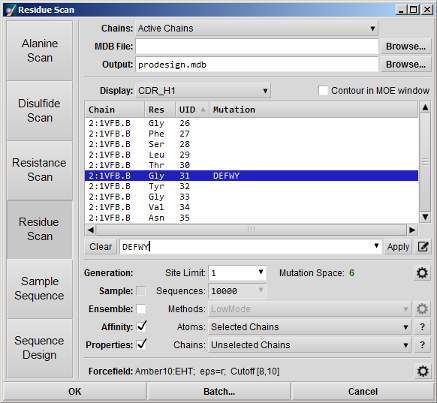 Residue Scan
Alanine Scan
Disulfide Scan
Resistance Scan
Residue Scan
Sample Sequence
Sequence Design
Chains: Active Chains
MDB File: Browse...
Output: prodesign.mdb Browse...
Display: CDR_H1 Contour in MOE window
Chain Res UID Mutation
2:1VFB.B Gly 26
2:1VFB.B Phe 27
2:1VFB.B Ser 28
2:1VFB.B Leu 29
2:1VFB.B Thr 30
2:1VFB.B Gly 31 DEFWY
2:1VFB.B Tyr 32
2:1VFB.B Gly 33
2:1VFB.B Val 34
2:1VFB.B Asn 35
Clear DEFWY Apply
Generation: Site Limit: 1 Mutation Space: 6
Sample: Sequences: 10000
Ensemble: Methods: LowMode
Affinity: Atoms: Selected Chains ?
Properties: Chains: Unselected Chains ?
Forcefield: Amber10:EHT; eps=r, Cutoff [8,10]
OK Batch... Cancel